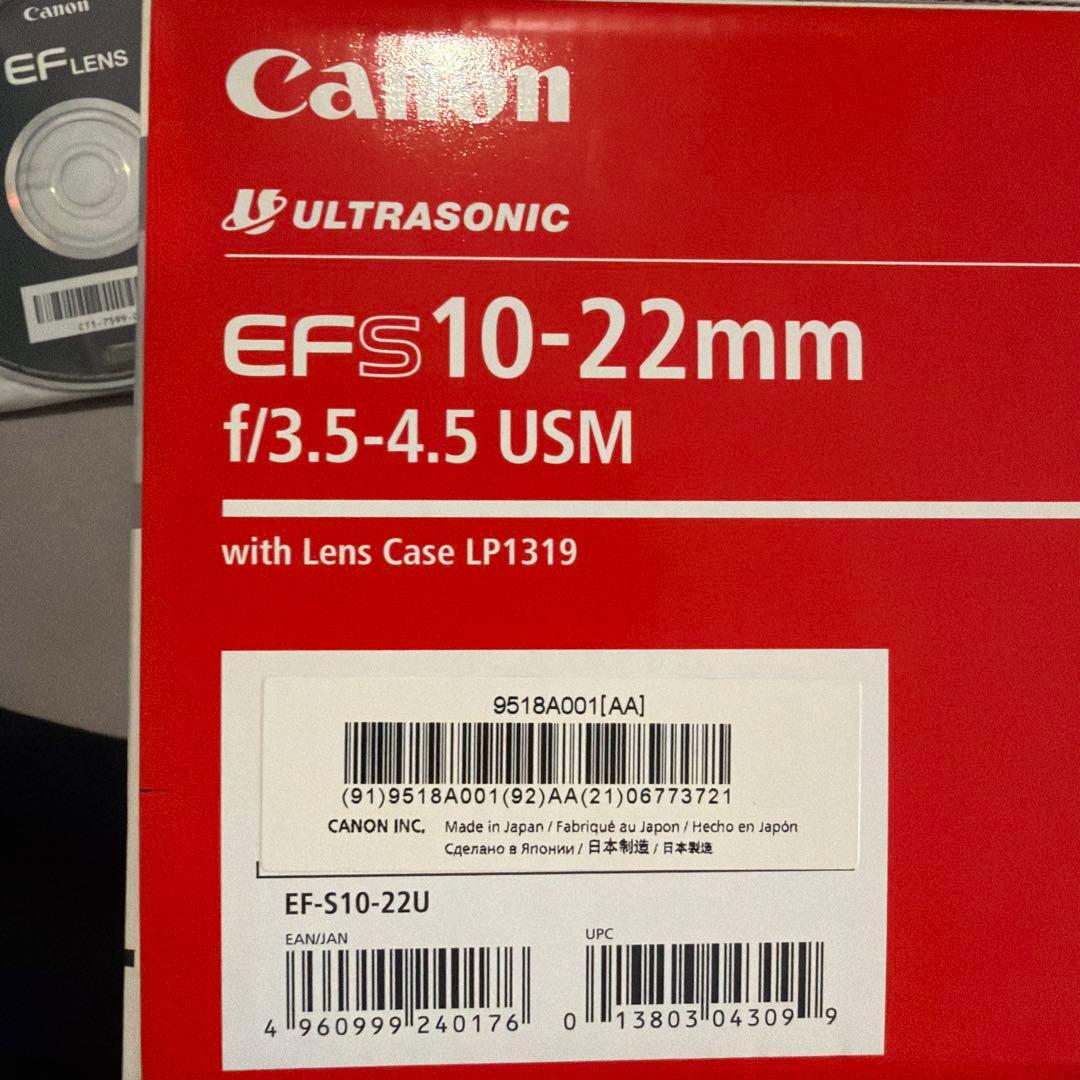 Canon
EF LENS
Canon
ULTRASONIC
EFS10-22mm
f/3.5-4.5 USM
with Lens Case LP1319
9518A001[AA]
(91)9518A001(92)AA(21)06773721
CANON INC. Made in Japan / Fabriqué au Japon / Hecho en Japón
Сделано в Японии / 日本制造 / 日本製造
EF-S10-22U
EAN/JAN
4 960999 240176
UPC
0 13803 04309 9